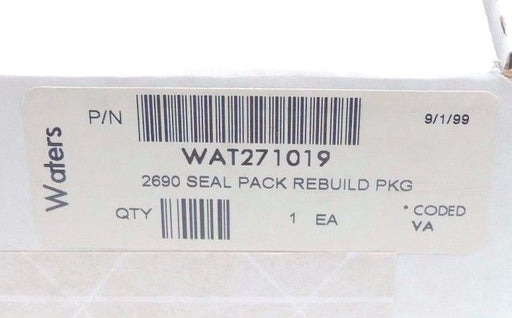 Waters
P/N
9/1/99
WAT271019
2690 SEAL PACK REBUILD PKG
QTY 1 EA
* CODED
VA